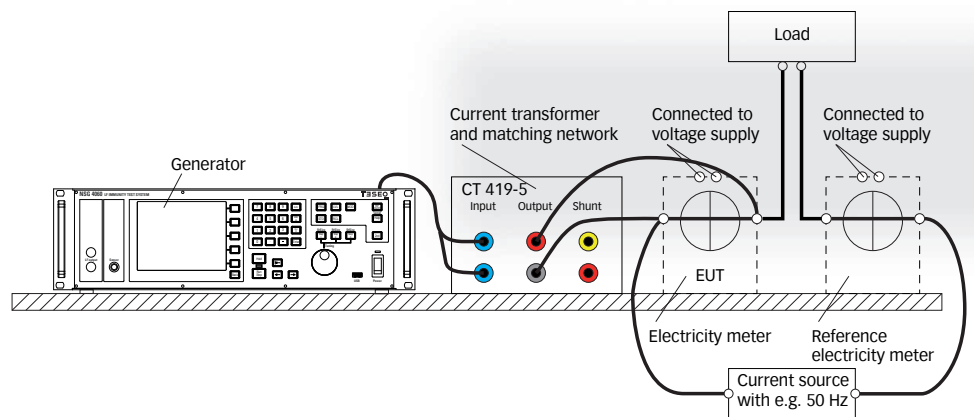 Load
Current transformer
and matching network
Connected to
voltage supply
Connected to
voltage supply
Generator
NSG 4060
TESEQ
CT 419-5
Input
Output
Shunt
EUT
Electricity meter
Reference
electricity meter
Current source
with e.g. 50 Hz